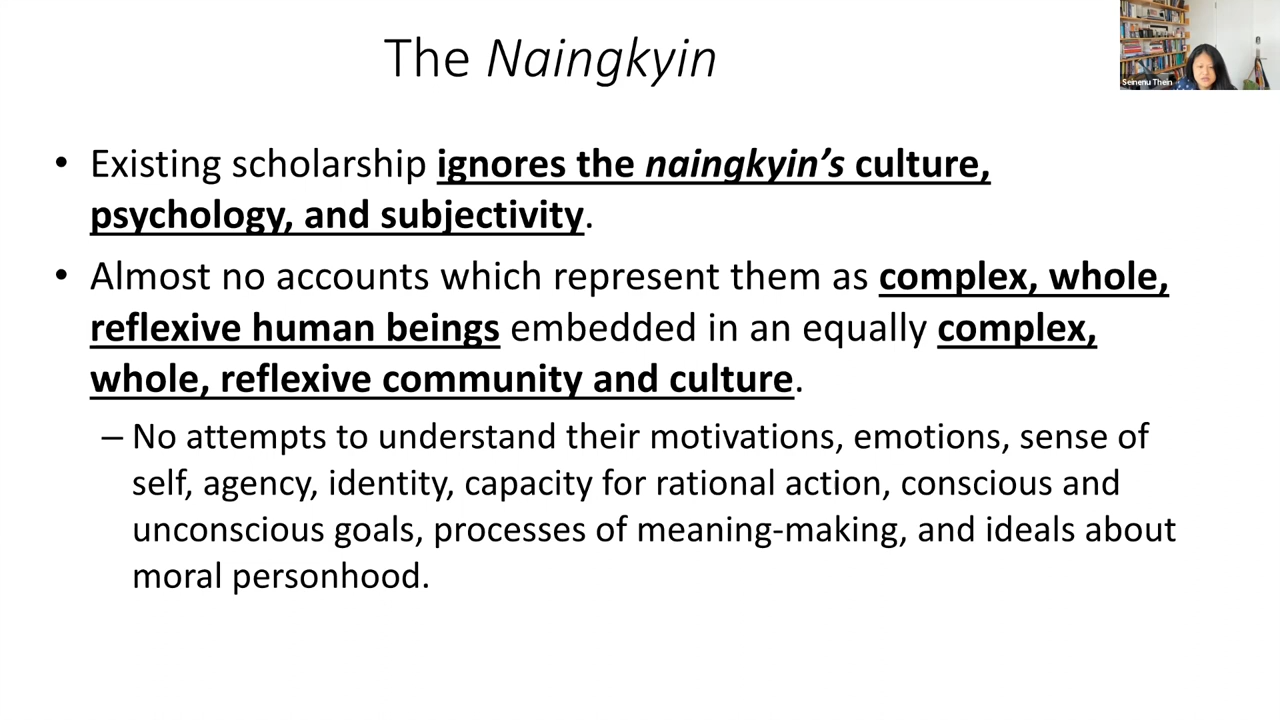 The Naingkyin
Seinenu Thein
• Existing scholarship ignores the naingkyin’s culture,
psychology, and subjectivity.
• Almost no accounts which represent them as complex, whole,
reflexive human beings embedded in an equally complex,
whole, reflexive community and culture.
– No attempts to understand their motivations, emotions, sense of
self, agency, identity, capacity for rational action, conscious and
unconscious goals, processes of meaning-making, and ideals about
moral personhood.